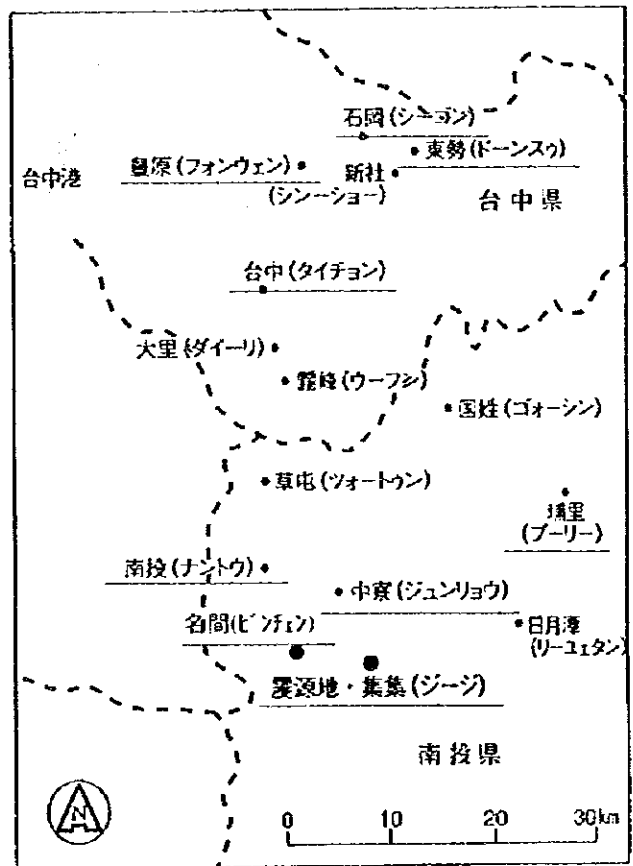 石岡(シーゴン)
東勢(ドーンスゥ)
豊原(フォンウェン)
新社
(シンーショー)
台中港
台中県
台中(タイチョン)
大里(ダイーリ)
霧峰(ウーフン)
国姓(ゴォーシン)
草屯(ツォートゥン)
埔里
(プーリー)
南投(ナントウ)
中寮(ジュンリョウ)
名間(ピンチェン)
日月潭
(リーユェタン)
震源地・集集(ジージ)
南投県
N
0 10 20 30km